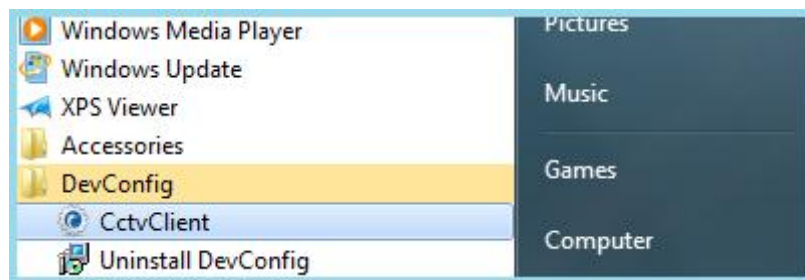 Windows Media Player
Windows Update
XPS Viewer
Accessories
DevConfig
CctvClient
Uninstall DevConfig
Pictures
Music
Games
Computer